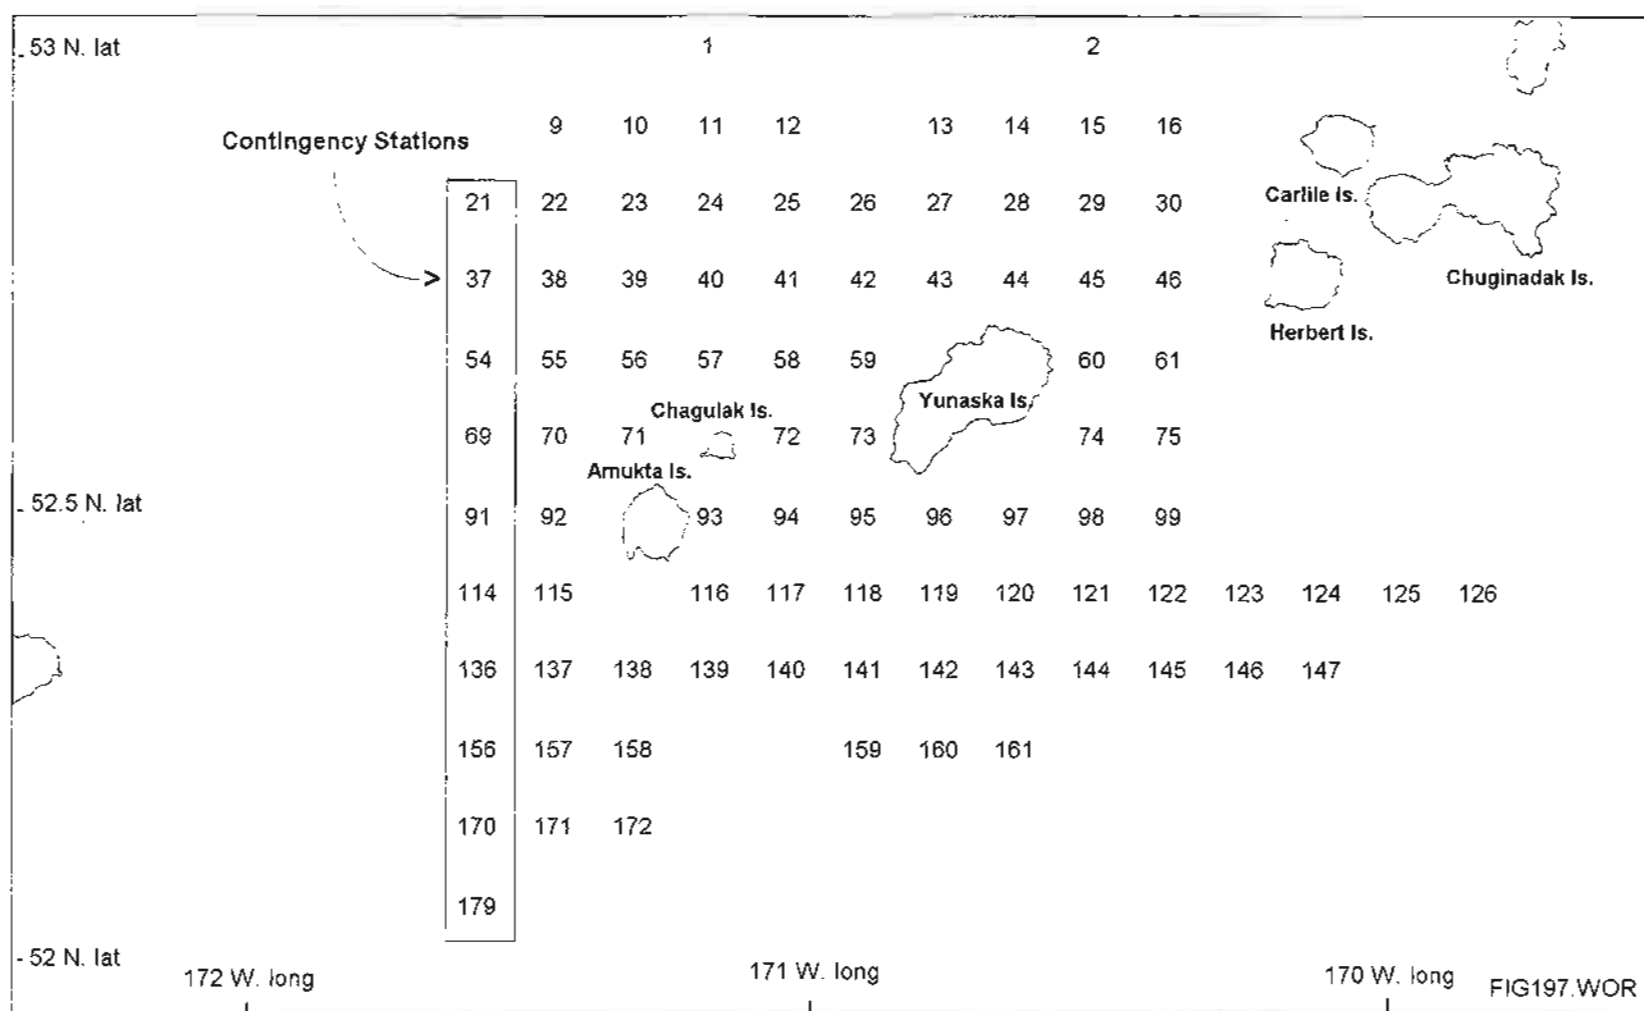 53 N. lat 1 2
9 10 11 12 13 14 15 16
Contingency Stations
21 22 23 24 25 26 27 28 29 30
Carlile Is.
37 38 39 40 41 42 43 44 45 46
Chuginadak Is.
Herbert Is.
54 55 56 57 58 59 60 61
Yunaska Is.
Chagulak Is.
69 70 71 72 73 74 75
Amukta Is.
52.5 N. lat
91 92 93 94 95 96 97 98 99
114 115 116 117 118 119 120 121 122 123 124 125 126
136 137 138 139 140 141 142 143 144 145 146 147
156 157 158 159 160 161
170 171 172
179
52 N. lat
172 W. long 171 W. long 170 W. long
FIG197.WOR